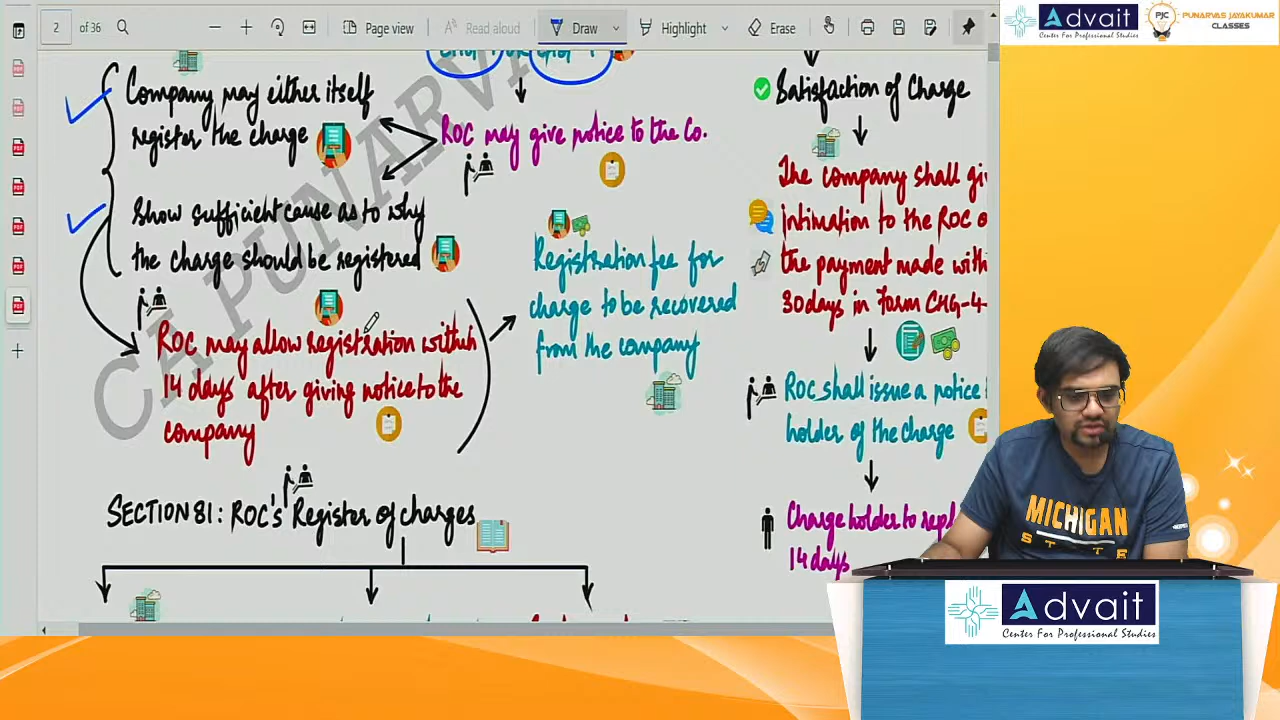 2
of 36
Page view
Read aloud
Draw
Highlight
Erase
Advait
Center For Professional Studies
PJC
PUNARVAS JAYAKUMAR
CLASSES
Company may either itself
register the charge
ROC may give notice to the Co.
Show sufficient cause as to why
the charge should be registered
ROC may allow registration within
14 days after giving notice to the
company
Registration fee for
charge to be recovered
from the company
Satisfaction of Charge
The company shall
Intimation to the ROC
the payment made
30 days in Form CHG-4
ROC shall issue a notice
holder of the charge
Charge holder to
14 days
SECTION 81: ROC's Register of charges
CA PUNARVA
MICHIGAN
STATE
Advait
Center For Professional Studies